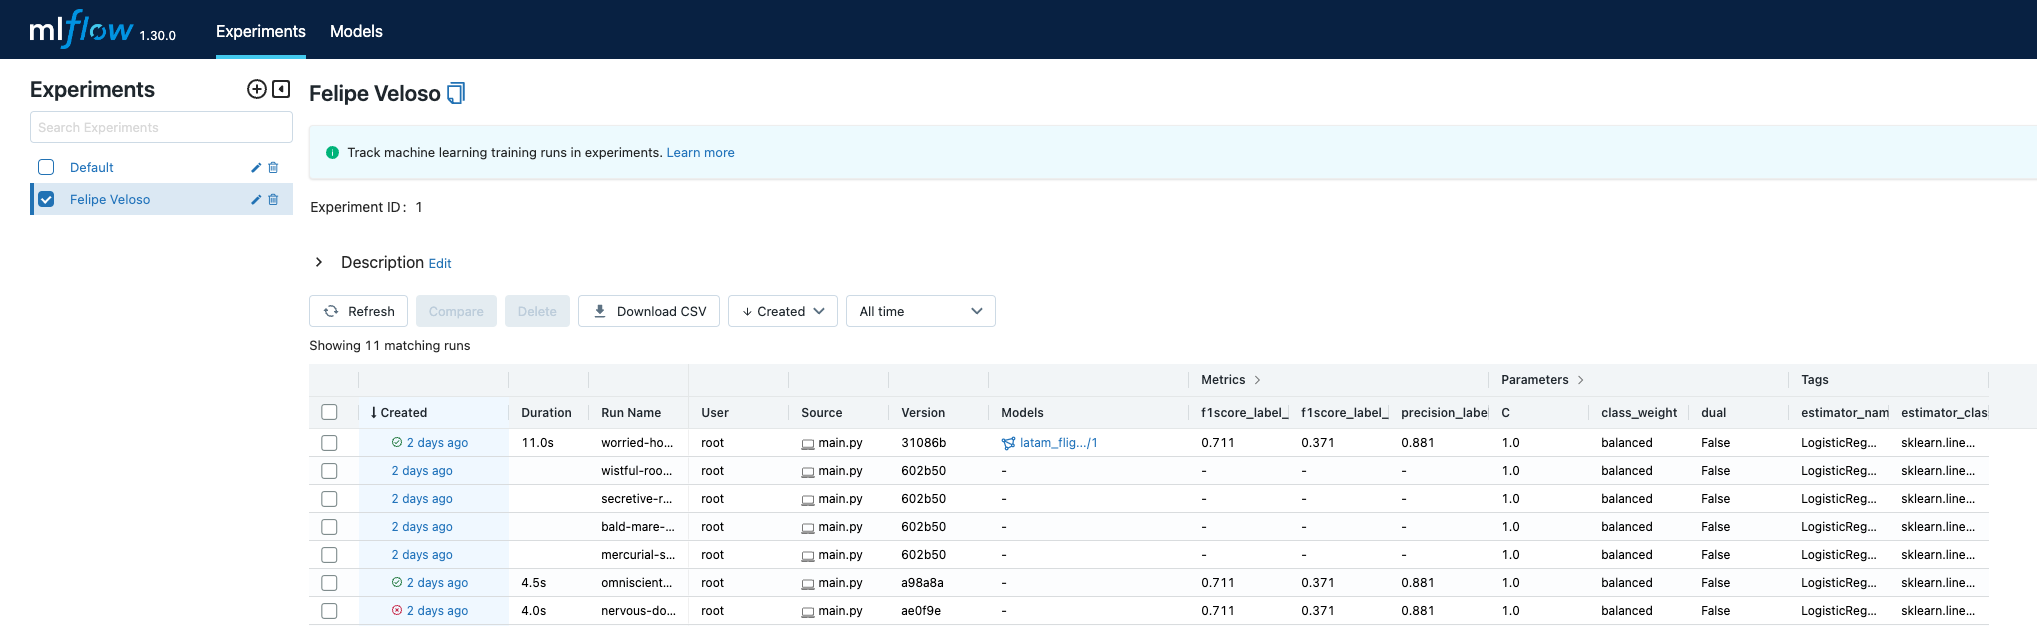 mlflow 1.30.0 Experiments Models
Experiments
Search Experiments
Default
Felipe Veloso
Felipe Veloso
Track machine learning training runs in experiments. Learn more
Experiment ID: 1
Description Edit
Refresh Compare Delete Download CSV ↓ Created All time
Showing 11 matching runs
Metrics > Parameters > Tags
↓ Created Duration Run Name User Source Version Models f1score_label_ f1score_label_ precision_labe C class_weight dual estimator_nam estimator_clas
2 days ago 11.0s worried-ho... root main.py 31086b latam_flig.../1 0.711 0.371 0.881 1.0 balanced False LogisticReg... sklearn.line...
2 days ago wistful-roo... root main.py 602b50 - - - - 1.0 balanced False LogisticReg... sklearn.line...
2 days ago secretive-r... root main.py 602b50 - - - - 1.0 balanced False LogisticReg... sklearn.line...
2 days ago bald-mare-... root main.py 602b50 - - - - 1.0 balanced False LogisticReg... sklearn.line...
2 days ago mercurial-s... root main.py 602b50 - - - - 1.0 balanced False LogisticReg... sklearn.line...
2 days ago 4.5s omniscient... root main.py a98a8a - 0.711 0.371 0.881 1.0 balanced False LogisticReg... sklearn.line...
2 days ago 4.0s nervous-do... root main.py ae0f9e - 0.711 0.371 0.881 1.0 balanced False LogisticReg... sklearn.line...